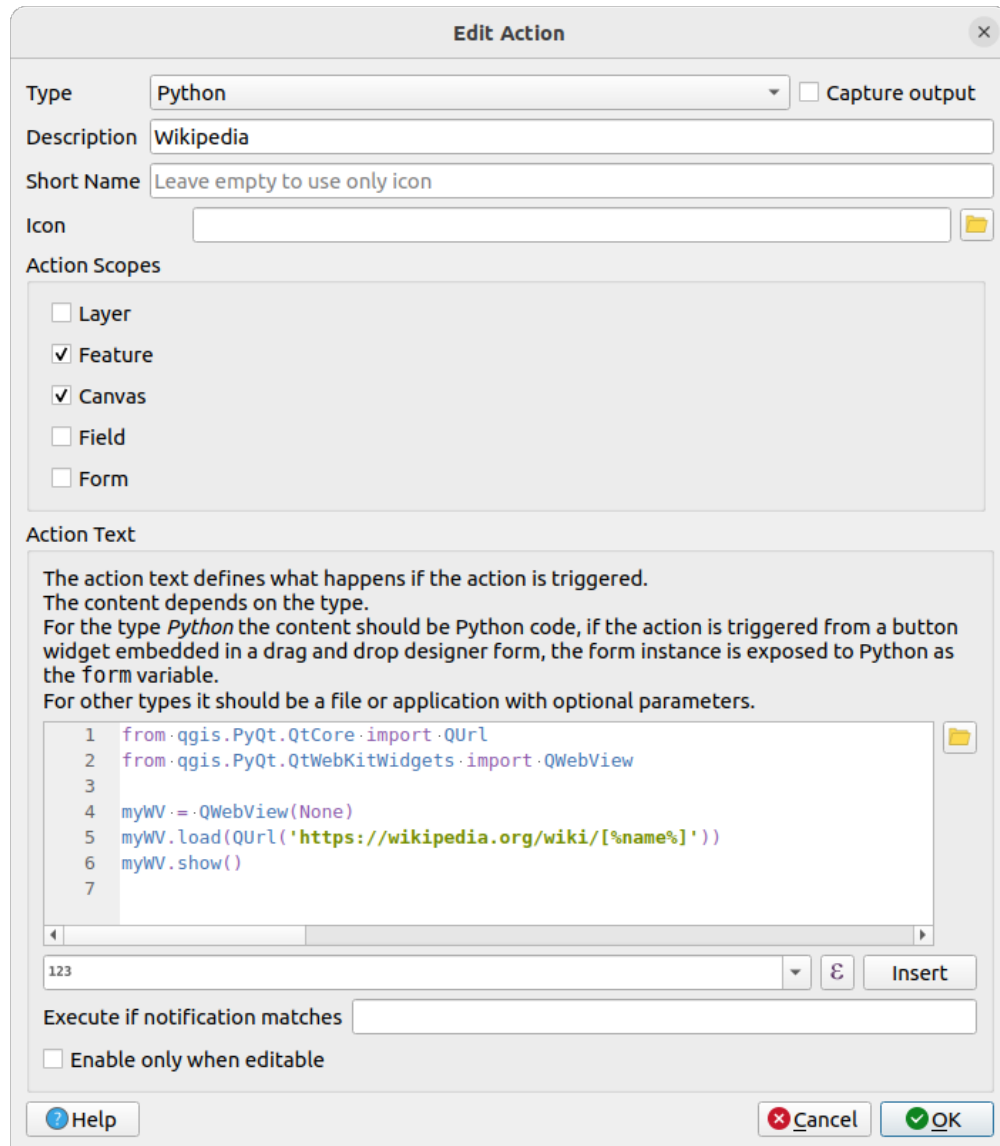 Edit Action
Type Python Capture output
Description Wikipedia
Short Name Leave empty to use only icon
Icon
Action Scopes
Layer
Feature
Canvas
Field
Form
Action Text
The action text defines what happens if the action is triggered.
The content depends on the type.
For the type Python the content should be Python code, if the action is triggered from a button
widget embedded in a drag and drop designer form, the form instance is exposed to Python as
the form variable.
For other types it should be a file or application with optional parameters.
1 from·qgis.PyQt.QtCore·import·QUrl
2 from·qgis.PyQt.QtWebKitWidgets·import·QWebView
3
4 myWV·=·QWebView(None)
5 myWV.load(QUrl('https://wikipedia.org/wiki/[%name%]'))
6 myWV.show()
7
123 ε Insert
Execute if notification matches
Enable only when editable
Help Cancel OK